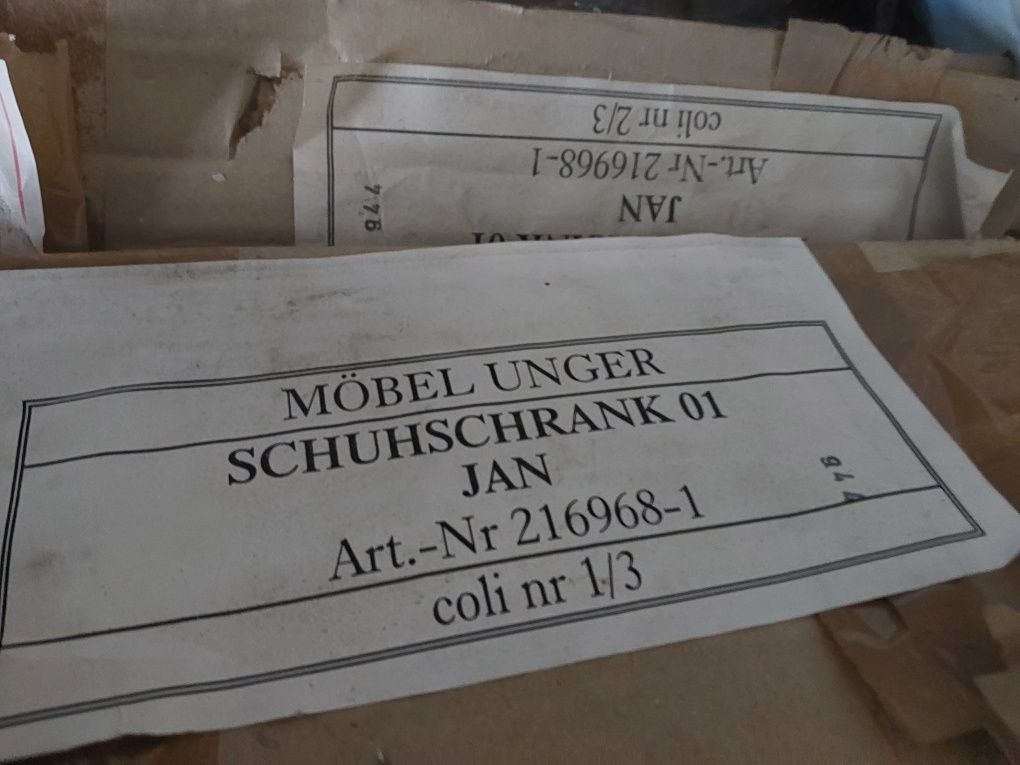 coli nr 2/3
Art.-Nr 216968-1
JAN
MÖBEL UNGER
SCHUHSCHRANK 01
JAN
Art.-Nr 216968-1
coli nr 1/3